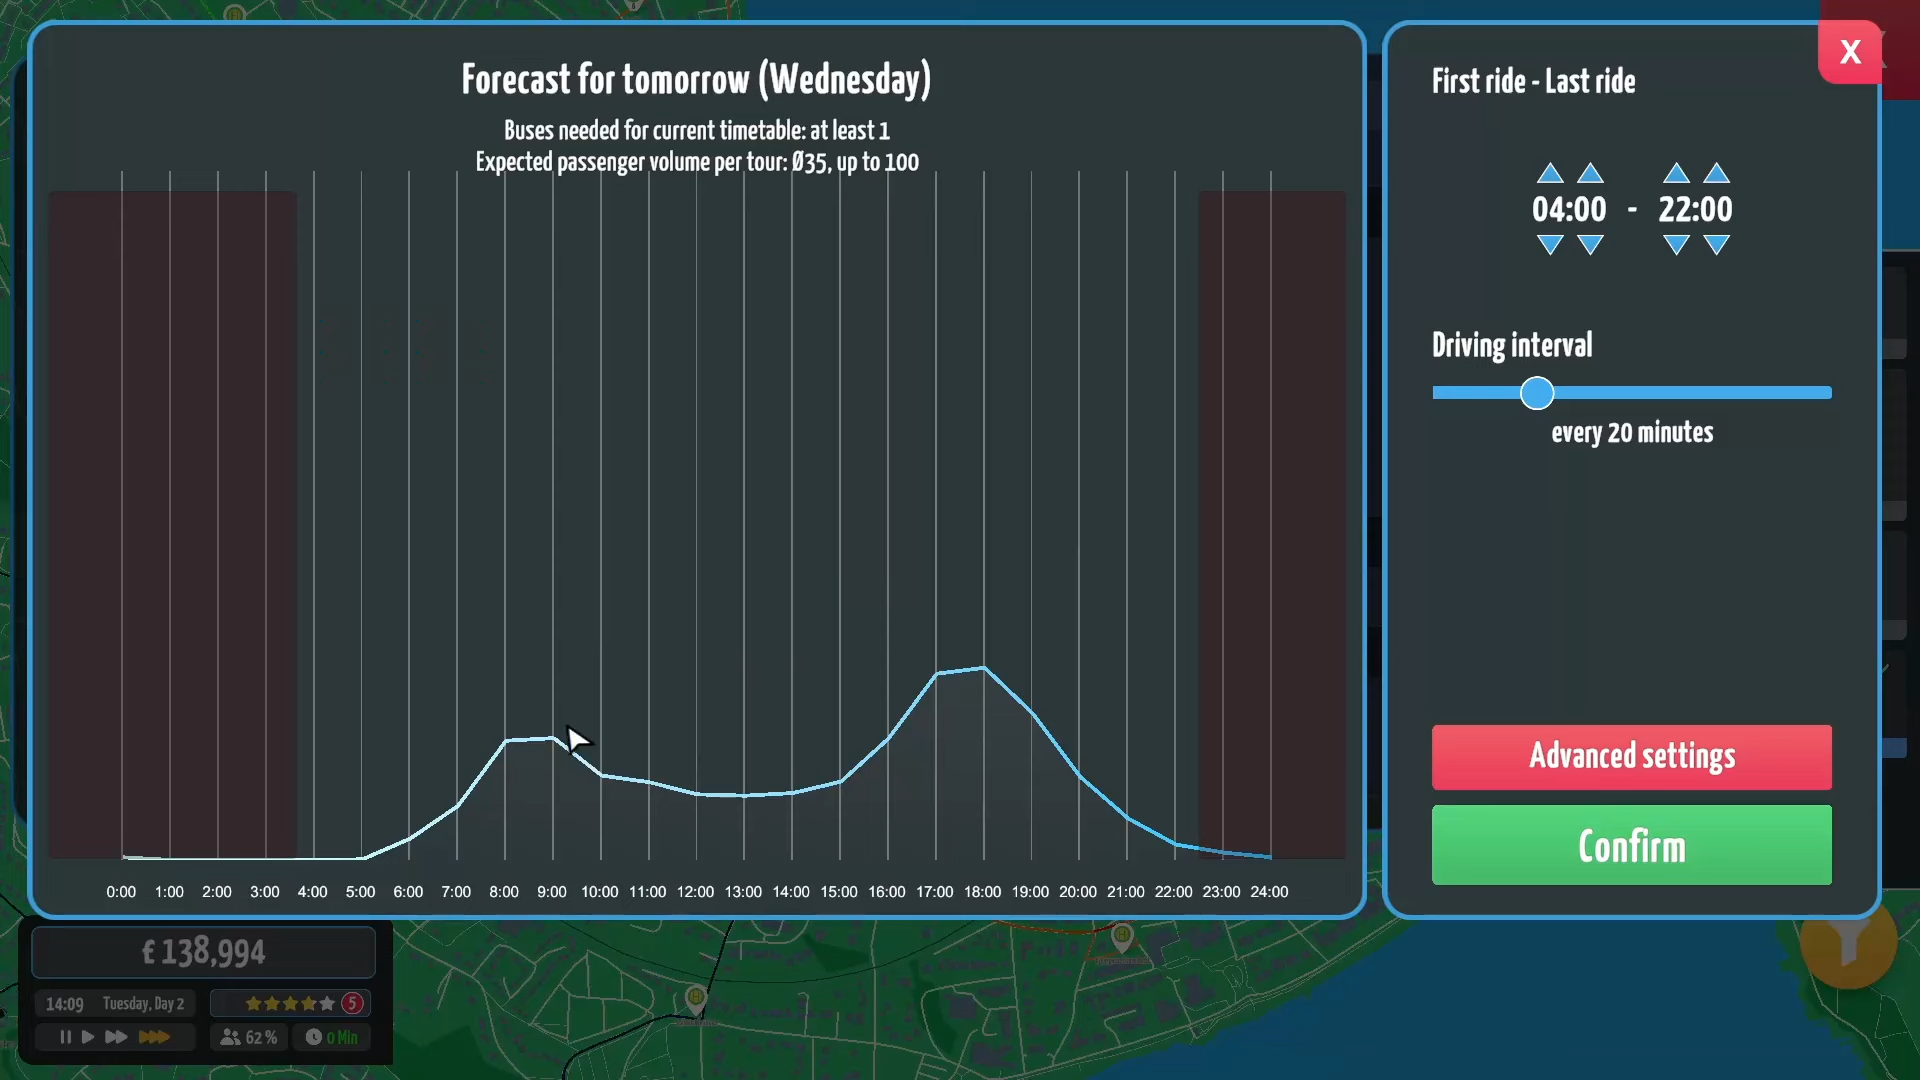 Forecast for tomorrow (Wednesday)
Buses needed for current timetable: at least 1
Expected passenger volume per tour: Ø35, up to 100
0:00 1:00 2:00 3:00 4:00 5:00 6:00 7:00 8:00 9:00 10:00 11:00 12:00 13:00 14:00 15:00 16:00 17:00 18:00 19:00 20:00 21:00 22:00 23:00 24:00
First ride - Last ride
X
04:00 - 22:00
Driving interval
every 20 minutes
Advanced settings
Confirm
£ 138,994
14:09 Tuesday, Day 2
5
62 %
0 Min